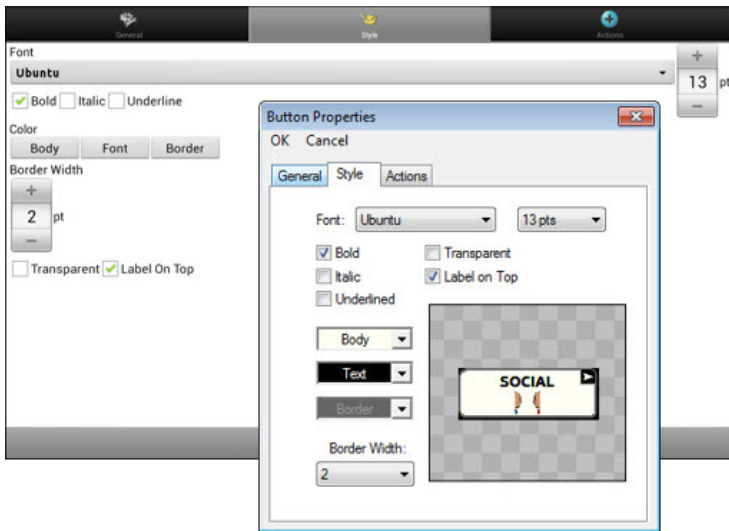 General Style Actions
Font
Ubuntu
13 pt
Bold Italic Underline
Color
Body Font Border
Border Width
2 pt
Transparent Label On Top
Button Properties
OK Cancel
General Style Actions
Font: Ubuntu 13 pts
Bold Transparent
Italic Label on Top
Underlined
Body
Text
Border
SOCIAL
Border Width:
2